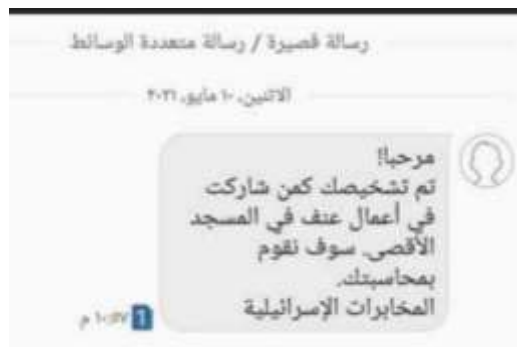 رسالة قصيرة / رسالة متعددة الوسائط
الاثنين، ١٠ مايو، ٢٠٢١
مرحبا!
تم تشخيصك كمن شاركت
في أعمال عنف في المسجد
الأقصى. سوف نقوم
بمحاسبتك.
المخابرات الإسرائيلية
1 م